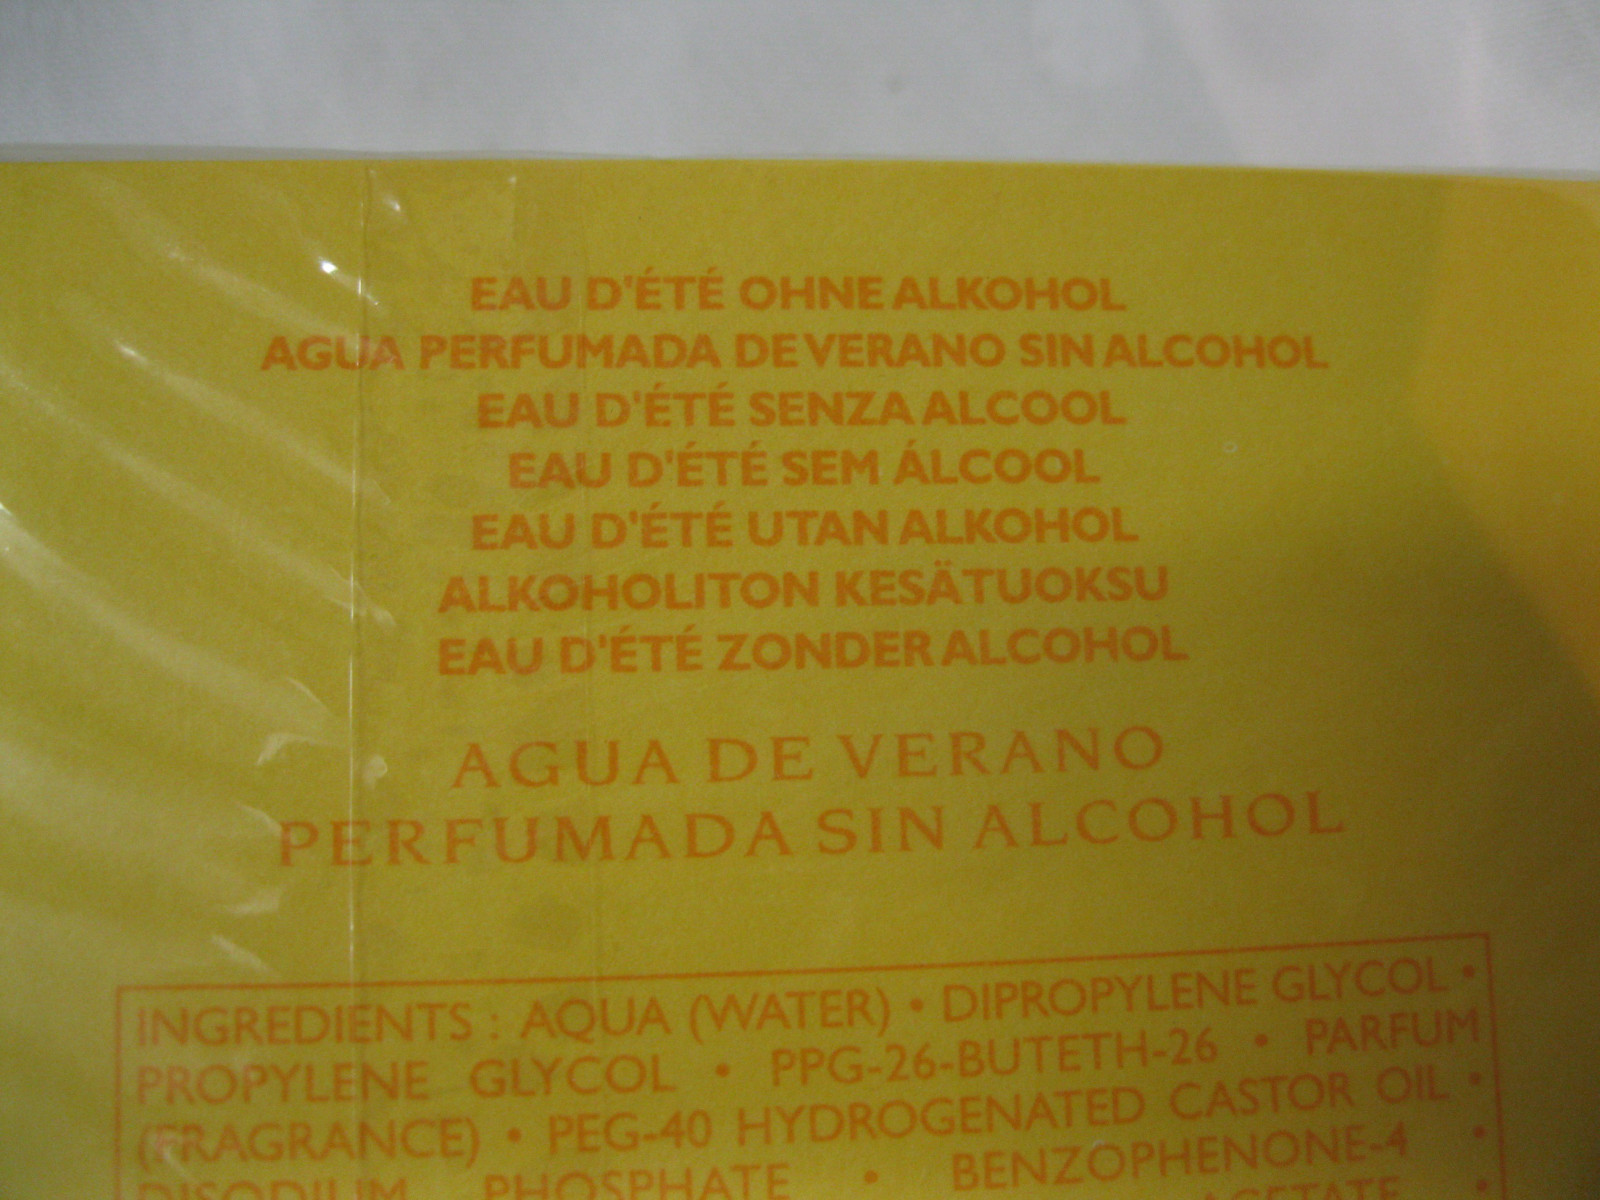 EAU D'ÉTÉ OHNE ALKOHOL
AGUA PERFUMADA DE VERANO SIN ALCOHOL
EAU D'ÉTÉ SENZA ALCOOL
EAU D'ÉTÉ SEM ÁLCOOL
EAU D'ÉTÉ UTAN ALKOHOL
ALKOHOLITON KESÄTUOKSU
EAU D'ÉTÉ ZONDER ALCOHOL
AGUA DE VERANO
PERFUMADA SIN ALCOHOL
INGREDIENTS : AQUA (WATER) • DIPROPYLENE GLYCOL •
PROPYLENE GLYCOL • PPG-26-BUTETH-26 • PARFUM
(FRAGRANCE) • PEG-40 HYDROGENATED CASTOR OIL •
DISODIUM PHOSPHATE • BENZOPHENONE-4 •
ACETATE •